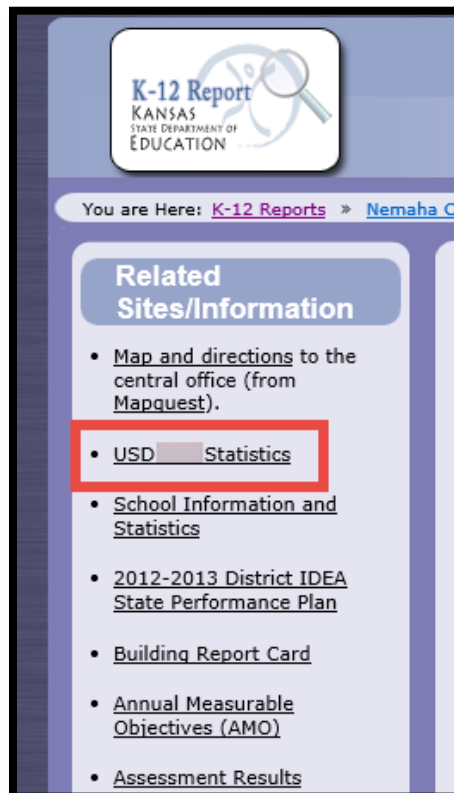 K-12 Report
KANSAS
STATE DEPARTMENT OF
EDUCATION
You are Here: K-12 Reports » Nemaha C
Related
Sites/Information
• Map and directions to the
central office (from
Mapquest).
• USD Statistics
• School Information and
Statistics
• 2012-2013 District IDEA
State Performance Plan
• Building Report Card
• Annual Measurable
Objectives (AMO)
• Assessment Results